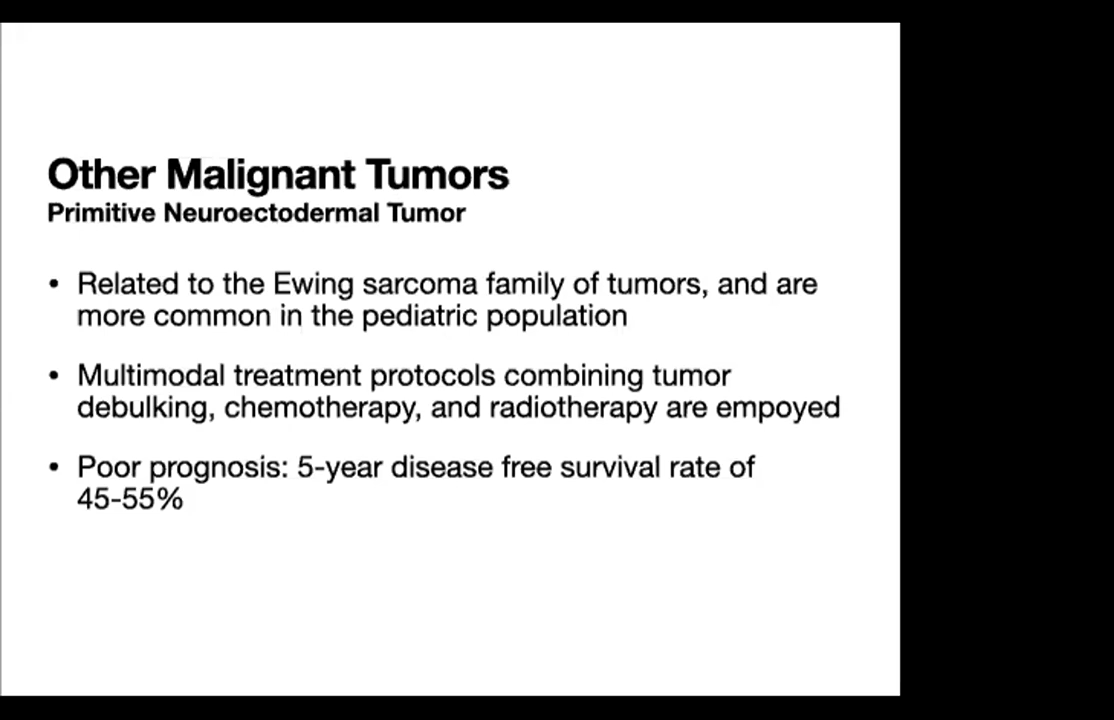 Other Malignant Tumors
Primitive Neuroectodermal Tumor
• Related to the Ewing sarcoma family of tumors, and are
more common in the pediatric population
• Multimodal treatment protocols combining tumor
debulking, chemotherapy, and radiotherapy are empoyed
• Poor prognosis: 5-year disease free survival rate of
45-55%